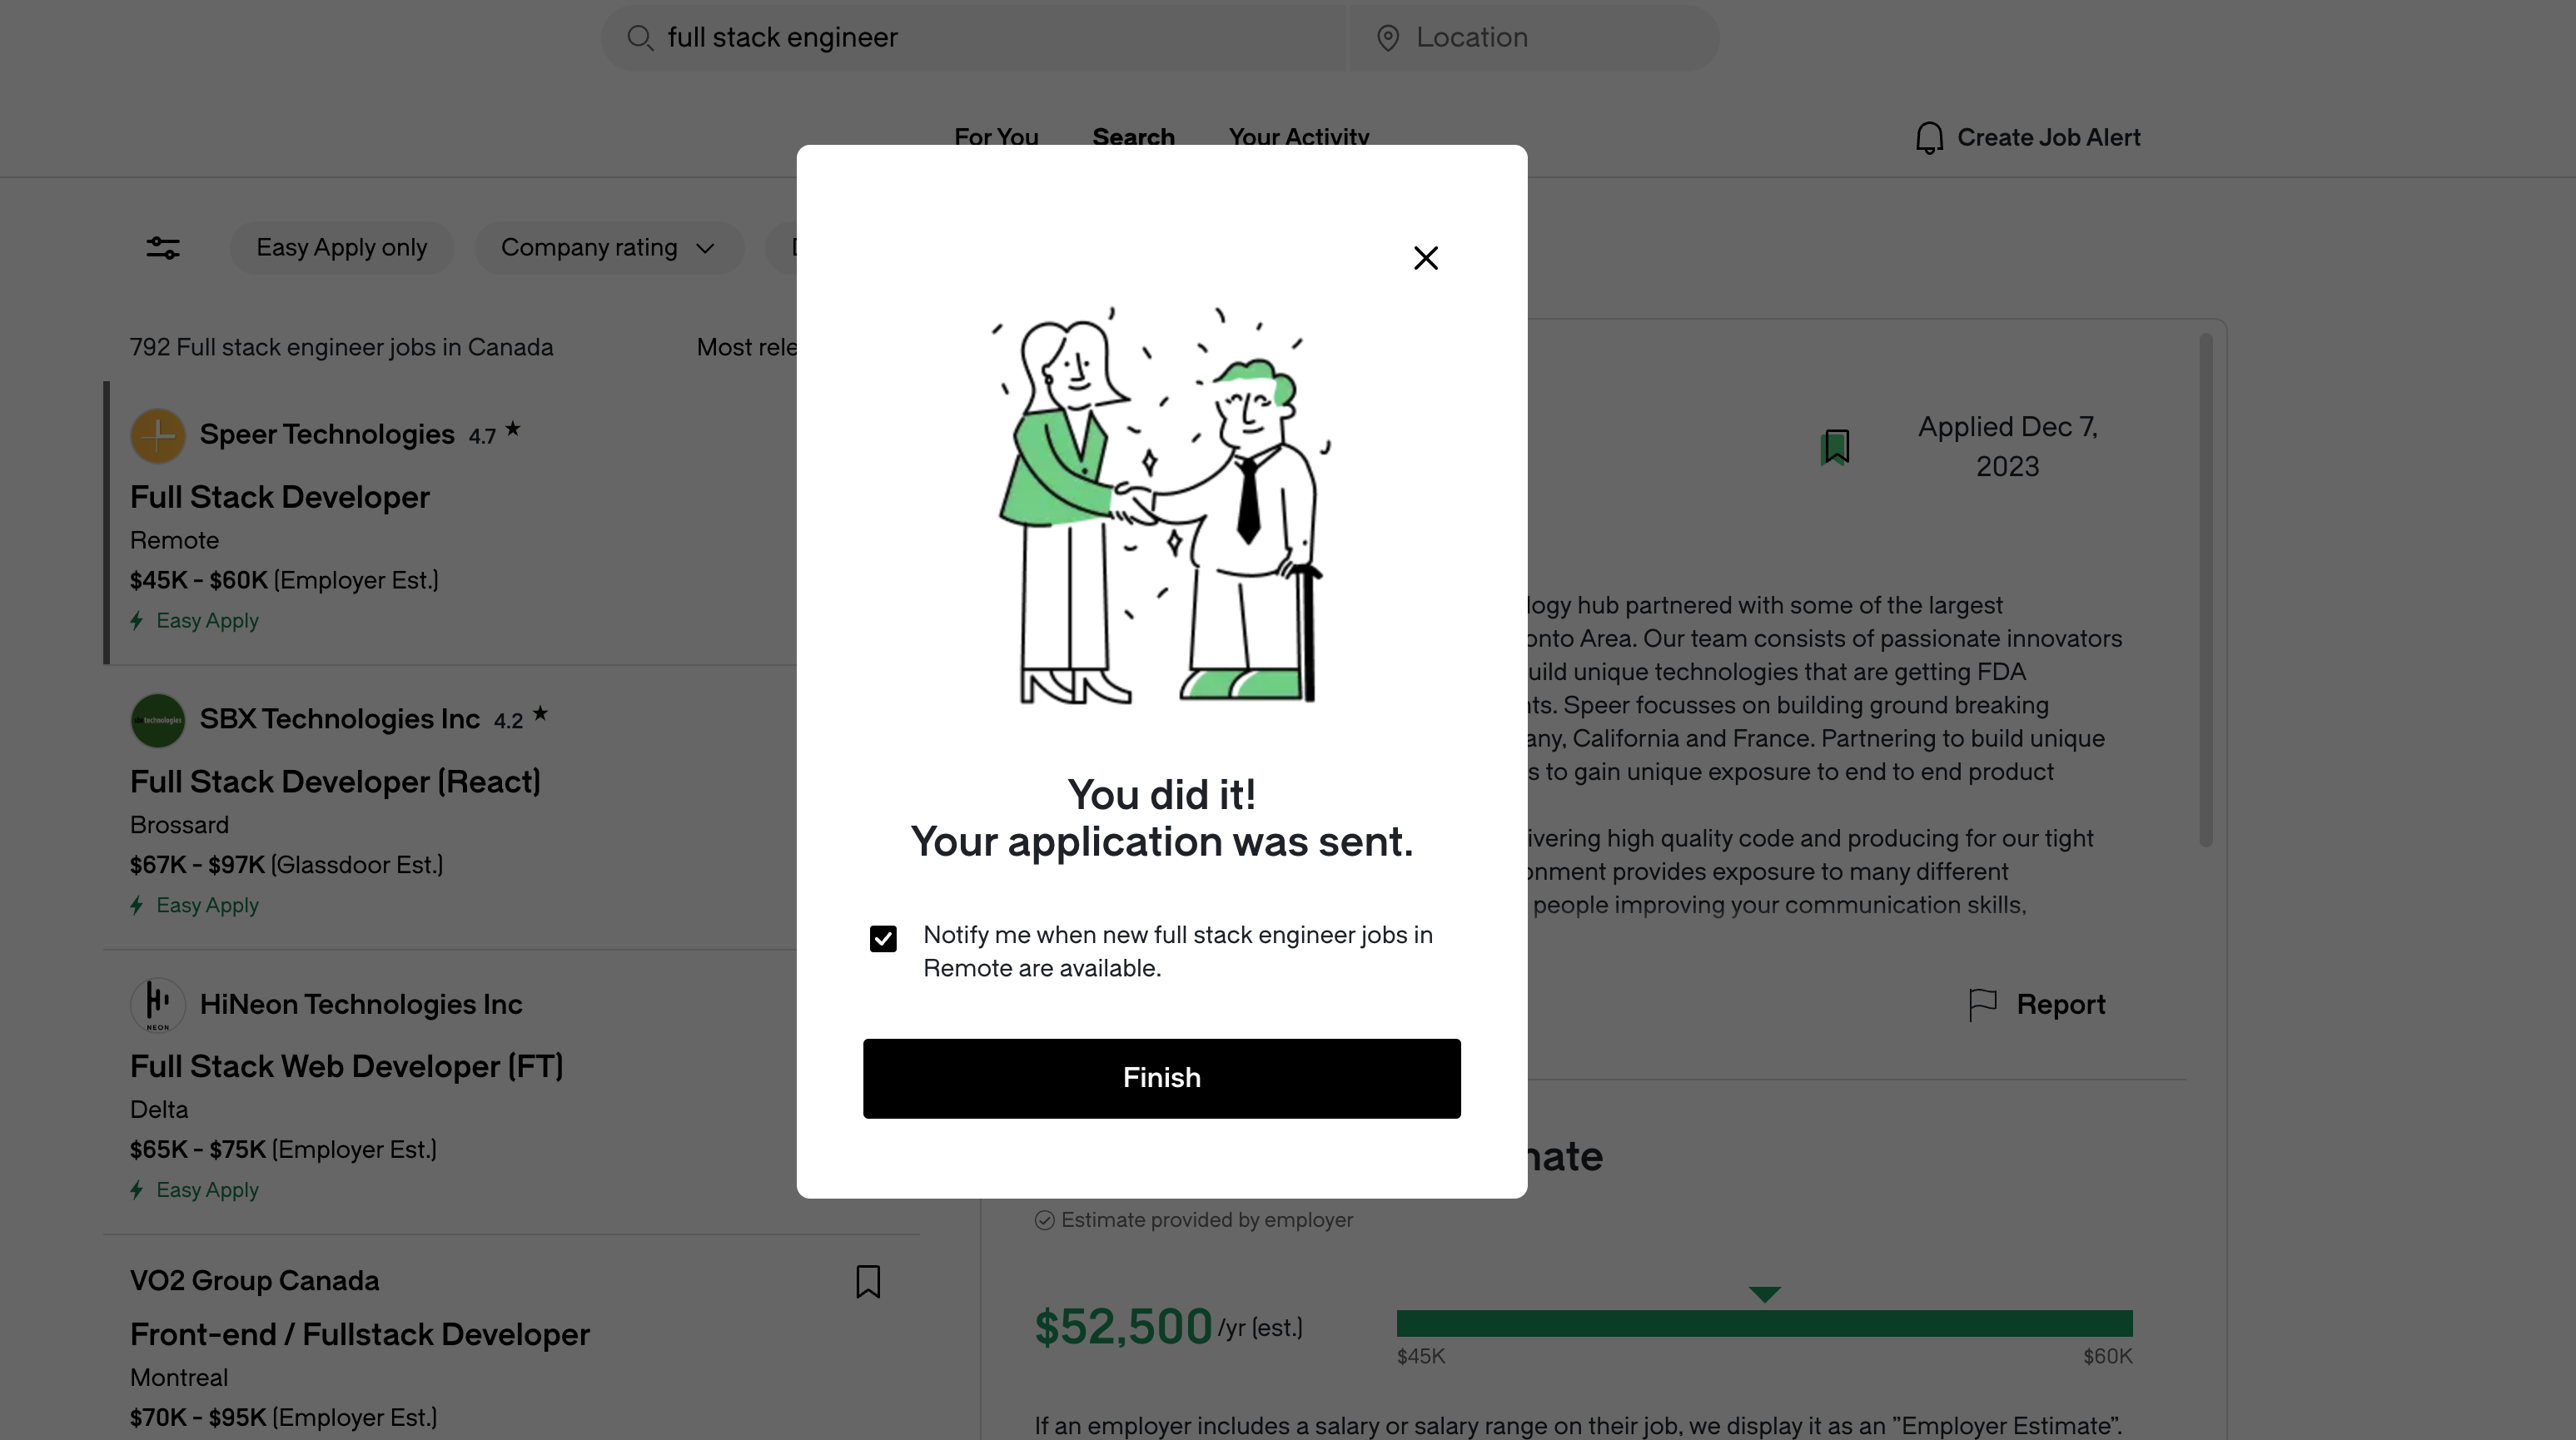 full stack engineer
Location
For You
Search
Your Activity
Create Job Alert
Easy Apply only
Company rating
792 Full stack engineer jobs in Canada
Most rele
Speer Technologies 4.7 ★
Full Stack Developer
Remote
$45K - $60K (Employer Est.)
Easy Apply
SBX Technologies Inc 4.2 ★
Full Stack Developer (React)
Brossard
$67K - $97K (Glassdoor Est.)
Easy Apply
NEON
HiNeon Technologies Inc
Full Stack Web Developer (FT)
Delta
$65K - $75K (Employer Est.)
Easy Apply
VO2 Group Canada
Front-end / Fullstack Developer
Montreal
$70K - $95K (Employer Est.)
You did it!
Your application was sent.
Notify me when new full stack engineer jobs in
Remote are available.
Finish
Applied Dec 7,
2023
logy hub partnered with some of the largest
onto Area. Our team consists of passionate innovators
uild unique technologies that are getting FDA
nts. Speer focusses on building ground breaking
any, California and France. Partnering to build unique
s to gain unique exposure to end to end product
ivering high quality code and producing for our tight
onment provides exposure to many different
people improving your communication skills,
Report
nate
Estimate provided by employer
$52,500 /yr (est.)
$45K
$60K
If an employer includes a salary or salary range on their job, we display it as an "Employer Estimate".